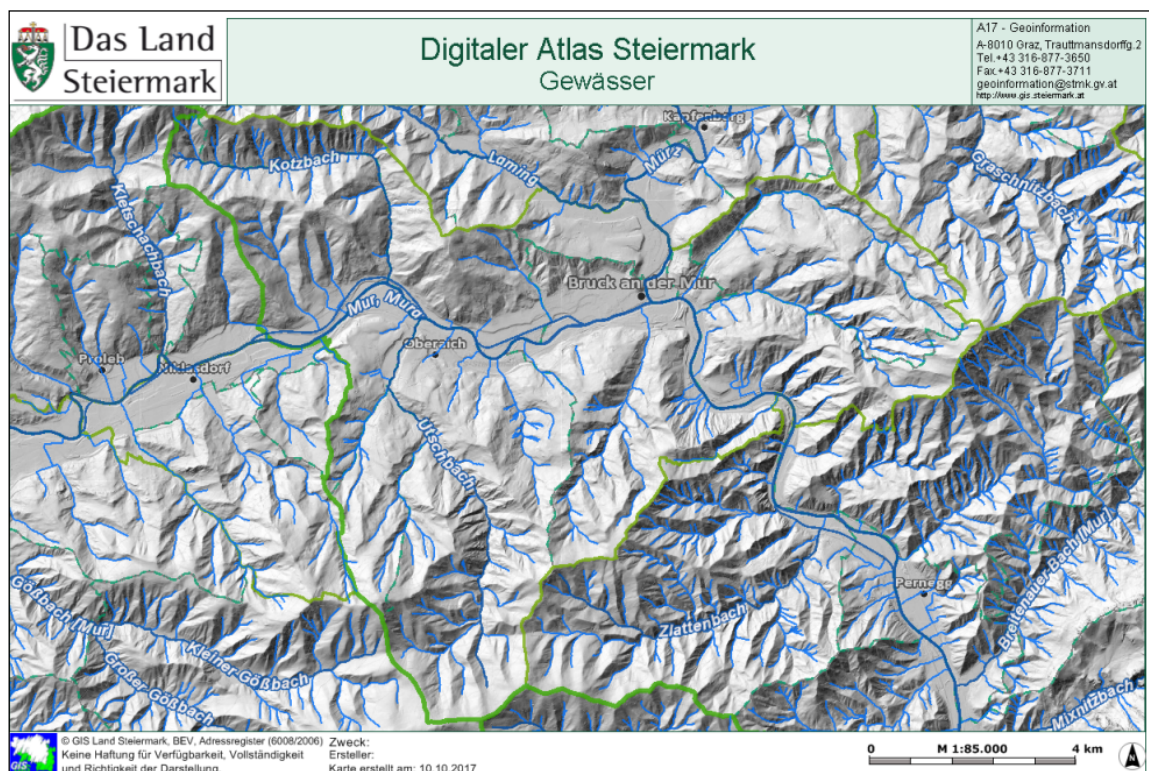 Das Land
Steiermark
Digitaler Atlas Steiermark
Gewässer
A17 - Geoinformation
A-8010 Graz, Trauttmansdorffg.2
Tel.+43 316-877-3650
Fax.+43 316-877-3711
geoinformation@stmk.gv.at
http://www.gis.steiermark.at
Kapfenberg
Kotzbach
Laming
Mürz
Graschnitzbach
Kletschachbach
Bruck an der Mur
Mur, Mura
Proleb
Niklasdorf
Oberaich
Utschbach
Pernegg
Breitenauer-Bach [Mur]
Zlattenbach
Gößbach [Mur]
Kleiner-Gößbach
Großer-Gößbach
Mixnitzbach
GIS
© GIS Land Steiermark, BEV, Adressregister (6008/2006)
Keine Haftung für Verfügbarkeit, Vollständigkeit
und Richtigkeit der Darstellung
Zweck:
Ersteller:
Karte erstellt am: 10.10.2017
0 M 1:85.000 4 km
N